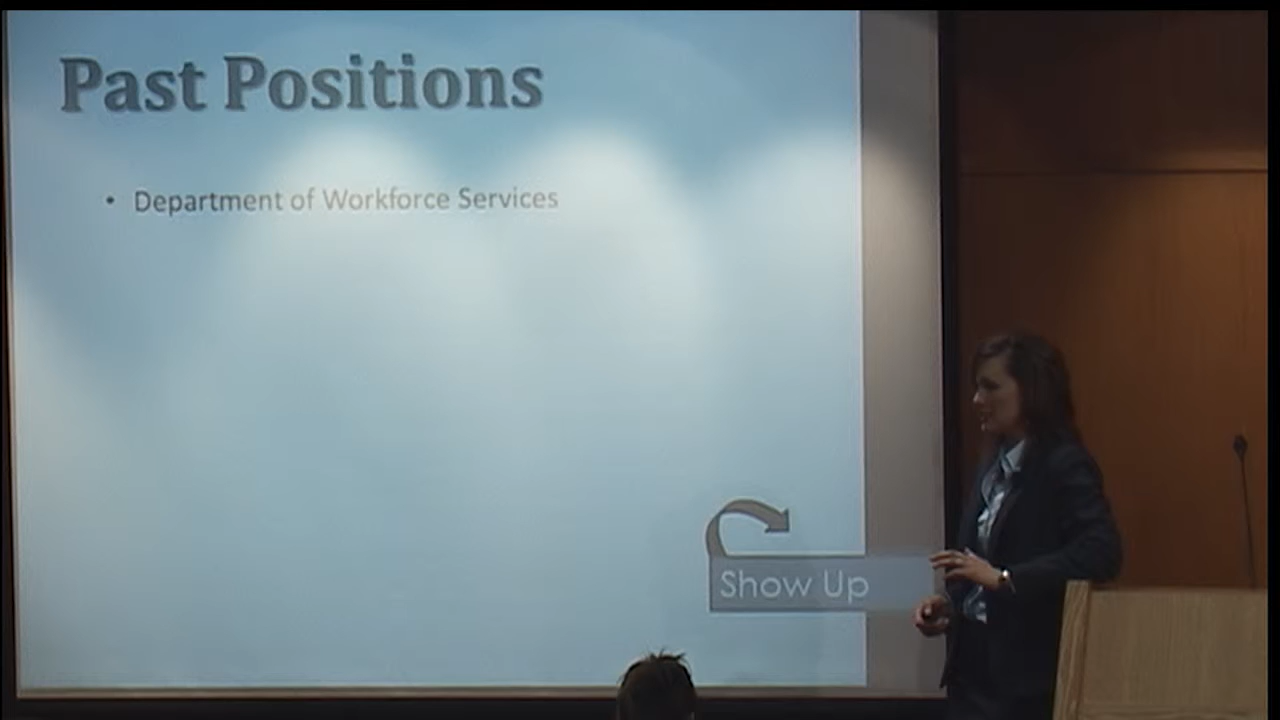 Past Positions
• Department of Workforce Services
Show Up